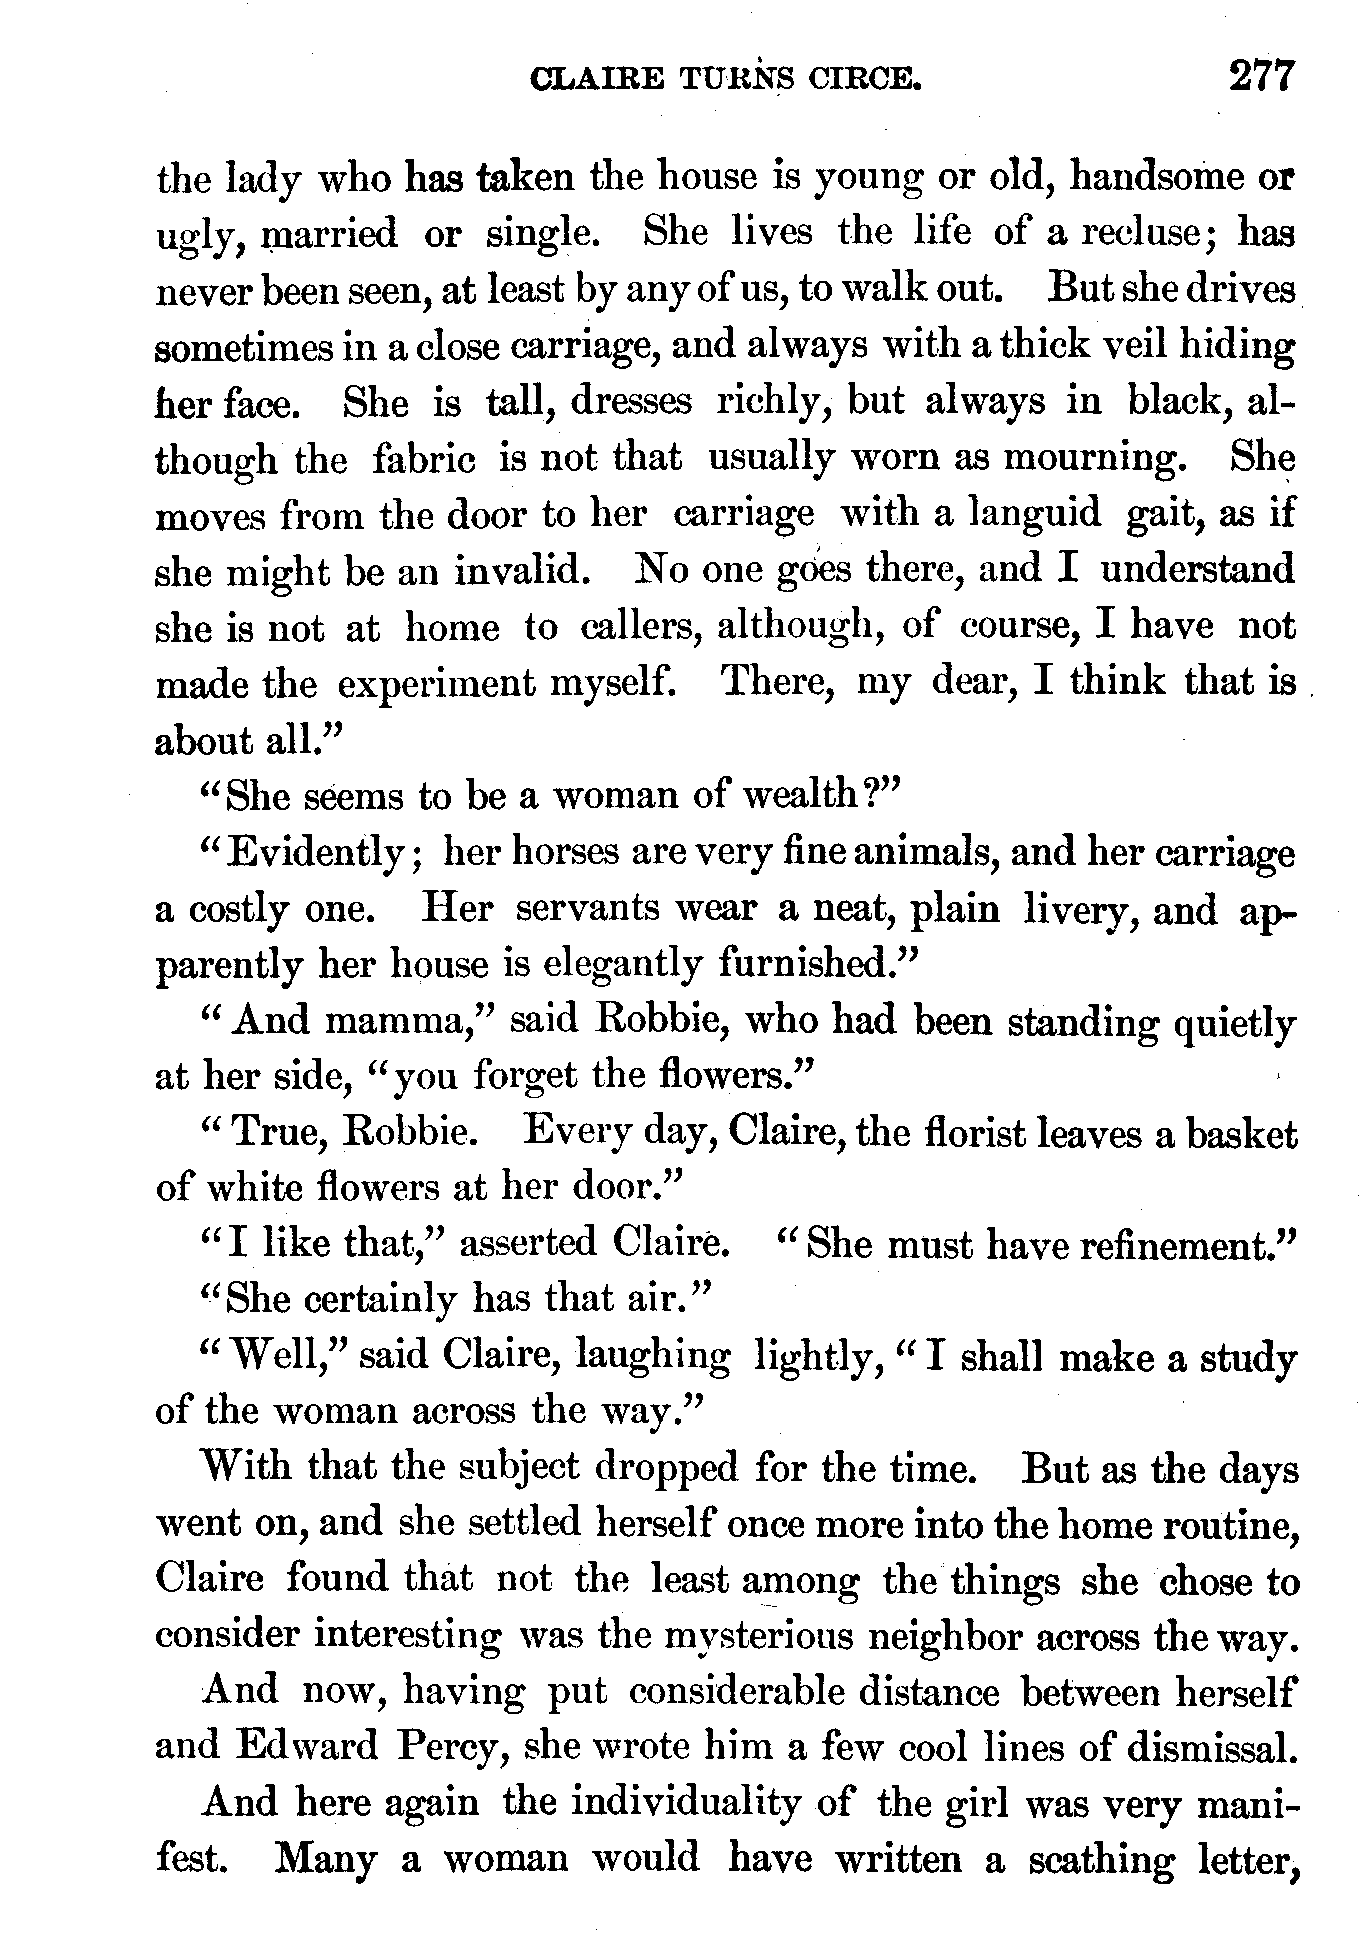 CLAIRE TURNS CIRCE. 277
the lady who has taken the house is young or old, handsome or
ugly, married or single. She lives the life of a recluse; has
never been seen, at least by any of us, to walk out. But she drives
sometimes in a close carriage, and always with a thick veil hiding
her face. She is tall, dresses richly, but always in black, al-
though the fabric is not that usually worn as mourning. She
moves from the door to her carriage with a languid gait, as if
she might be an invalid. No one goes there, and I understand
she is not at home to callers, although, of course, I have not
made the experiment myself. There, my dear, I think that is
about all.”
“She seems to be a woman of wealth?”
“Evidently; her horses are very fine animals, and her carriage
a costly one. Her servants wear a neat, plain livery, and ap-
parently her house is elegantly furnished.”
“And mamma,” said Robbie, who had been standing quietly
at her side, “you forget the flowers.”
“True, Robbie. Every day, Claire, the florist leaves a basket
of white flowers at her door.”
“I like that,” asserted Claire. “She must have refinement.”
“She certainly has that air.”
“Well,” said Claire, laughing lightly, “I shall make a study
of the woman across the way.”
With that the subject dropped for the time. But as the days
went on, and she settled herself once more into the home routine,
Claire found that not the least among the things she chose to
consider interesting was the mysterious neighbor across the way.
And now, having put considerable distance between herself
and Edward Percy, she wrote him a few cool lines of dismissal.
And here again the individuality of the girl was very mani-
fest. Many a woman would have written a scathing letter,